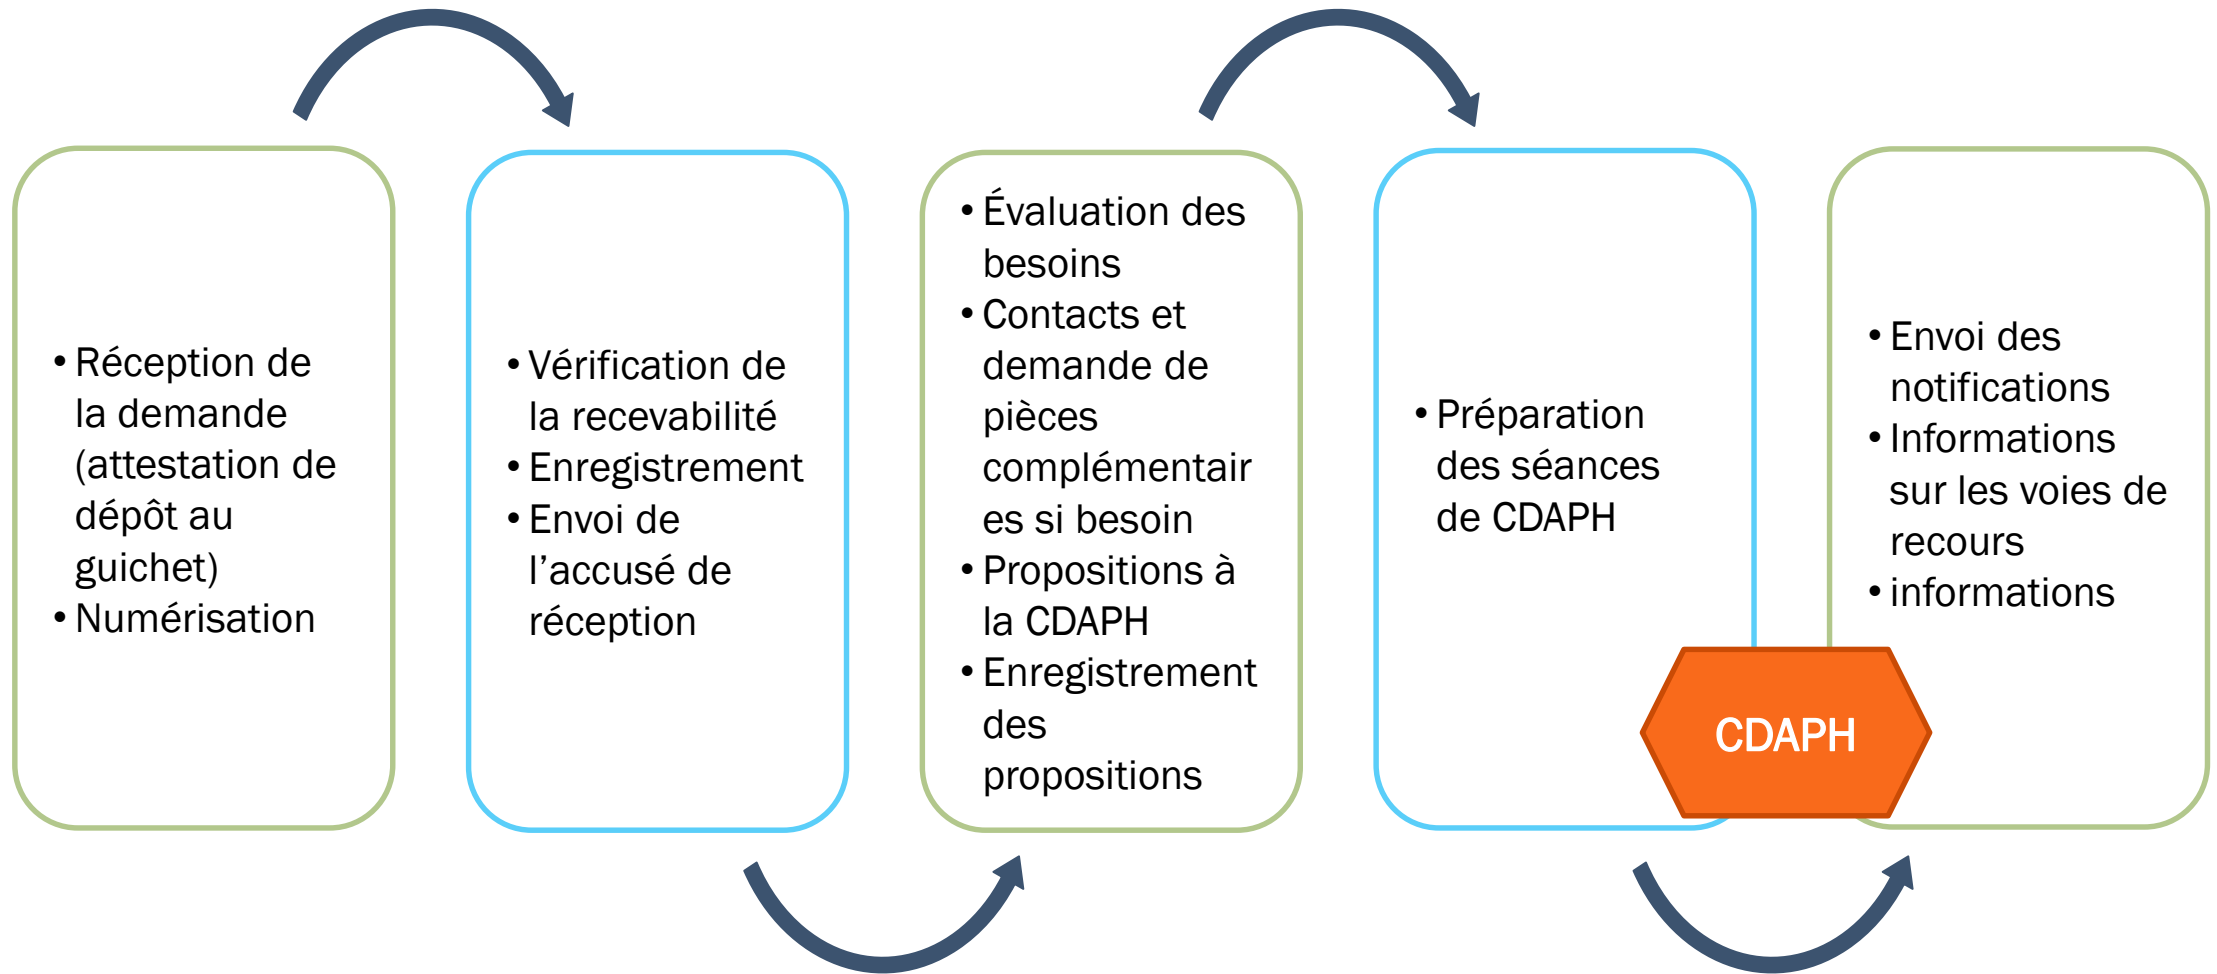 • Réception de
la demande
(attestation de
dépôt au
guichet)
• Numérisation
• Vérification de
la recevabilité
• Enregistrement
• Envoi de
l’accusé de
réception
• Évaluation des
besoins
• Contacts et
demande de
pièces
complémentair
es si besoin
• Propositions à
la CDAPH
• Enregistrement
des
propositions
• Préparation
des séances
de CDAPH
• Envoi des
notifications
• Informations
sur les voies de
recours
• informations
CDAPH